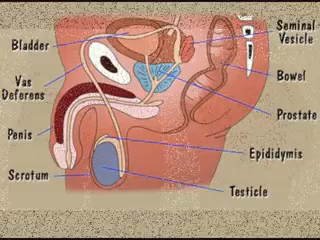 Seminal
Vesicle
Bladder
Bowel
Vas
Deferens
Prostate
Penis
Epididymis
Scrotum
Testicle